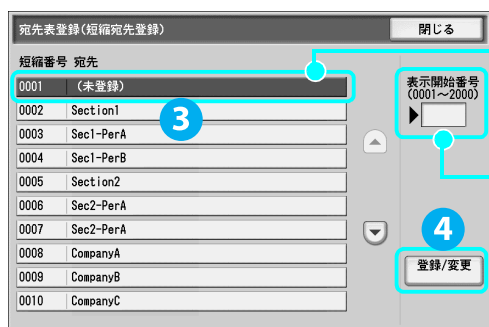 宛先表登録(短縮宛先登録)
閉じる
短縮番号 宛先
0001 (未登録)
0002 Section1
0003 Sec1-PerA
0004 Sec1-PerB
0005 Section2
0006 Sec2-PerA
0007 Sec2-PerA
0008 CompanyA
0009 CompanyB
0010 CompanyC
3
表示開始番号
(0001~2000)
4
登録/変更